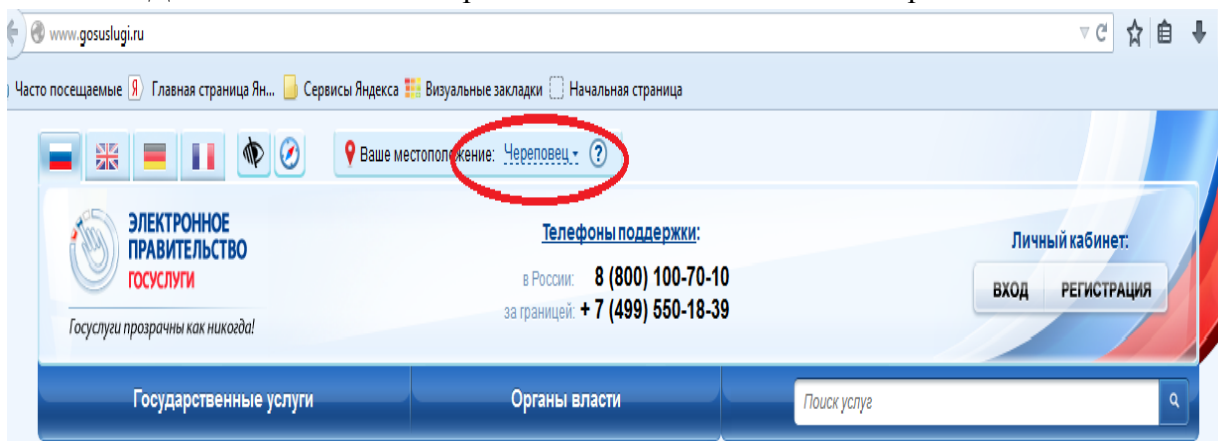 www.gosuslugi.ru
Часто посещаемые Главная страница Ян... Сервисы Яндекса Визуальные закладки Начальная страница
Ваше местоположение: Череповец
ЭЛЕКТРОННОЕ
ПРАВИТЕЛЬСТВО
ГОСУСЛУГИ
Госуслуги прозрачны как никогда!
Телефоны поддержки:
в России: 8 (800) 100-70-10
за границей: + 7 (499) 550-18-39
Личный кабинет:
ВХОД РЕГИСТРАЦИЯ
Государственные услуги Органы власти Поиск услуг